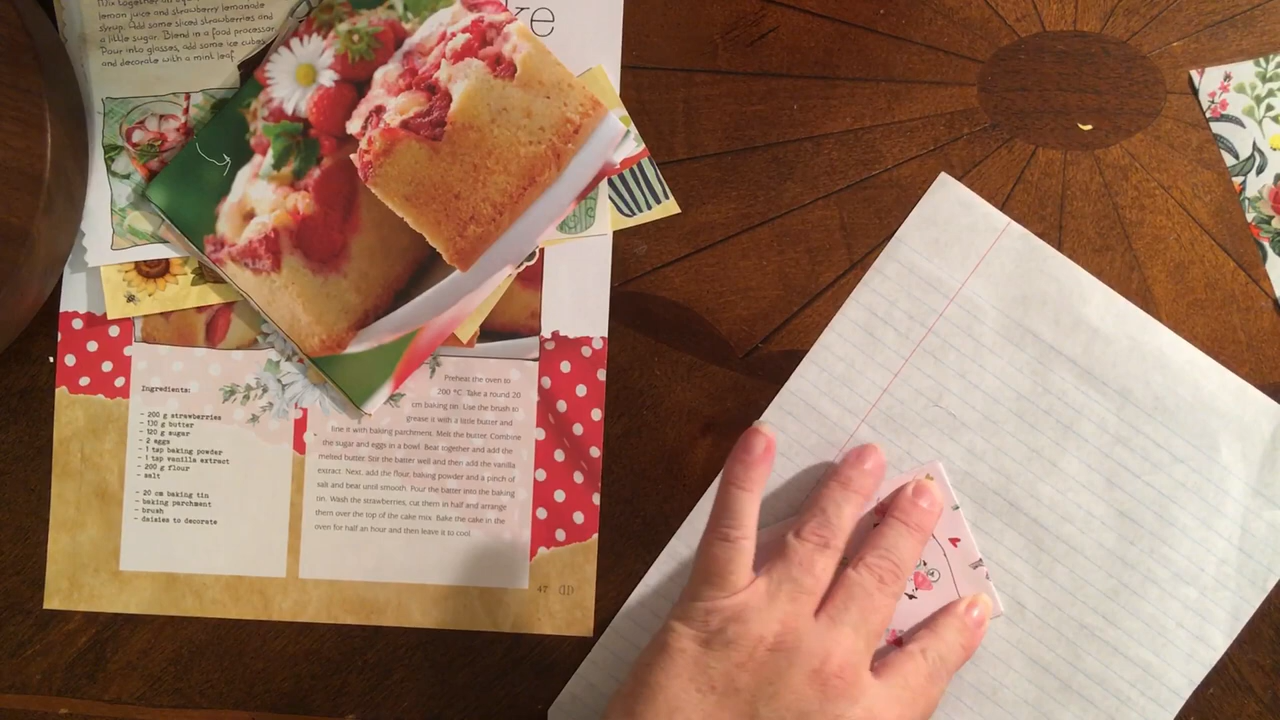 Mix together an
lemon juice and strawberry lemonade
syrup. Add some sliced strawberries and
a little sugar. Blend in a food processor.
Pour into glasses, add some ice cubes
and decorate with a mint leaf.
ke
Ingredients:
- 200 g strawberries
- 130 g butter
- 120 g sugar
- 2 eggs
- 1 tsp baking powder
- 1 tsp vanilla extract
- 200 g flour
- salt
- 20 cm baking tin
- baking parchment
- brush
- daisies to decorate
Preheat the oven to
200 °C. Take a round 20
cm baking tin. Use the brush to
grease it with a little butter and
line it with baking parchment. Melt the butter. Combine
the sugar and eggs in a bowl. Beat together and add the
melted butter. Stir the batter well and then add the vanilla
extract. Next, add the flour, baking powder and a pinch of
salt and beat until smooth. Pour the batter into the baking
tin. Wash the strawberries, cut them in half and arrange
them over the top of the cake mix. Bake the cake in the
oven for half an hour and then leave it to cool.
47